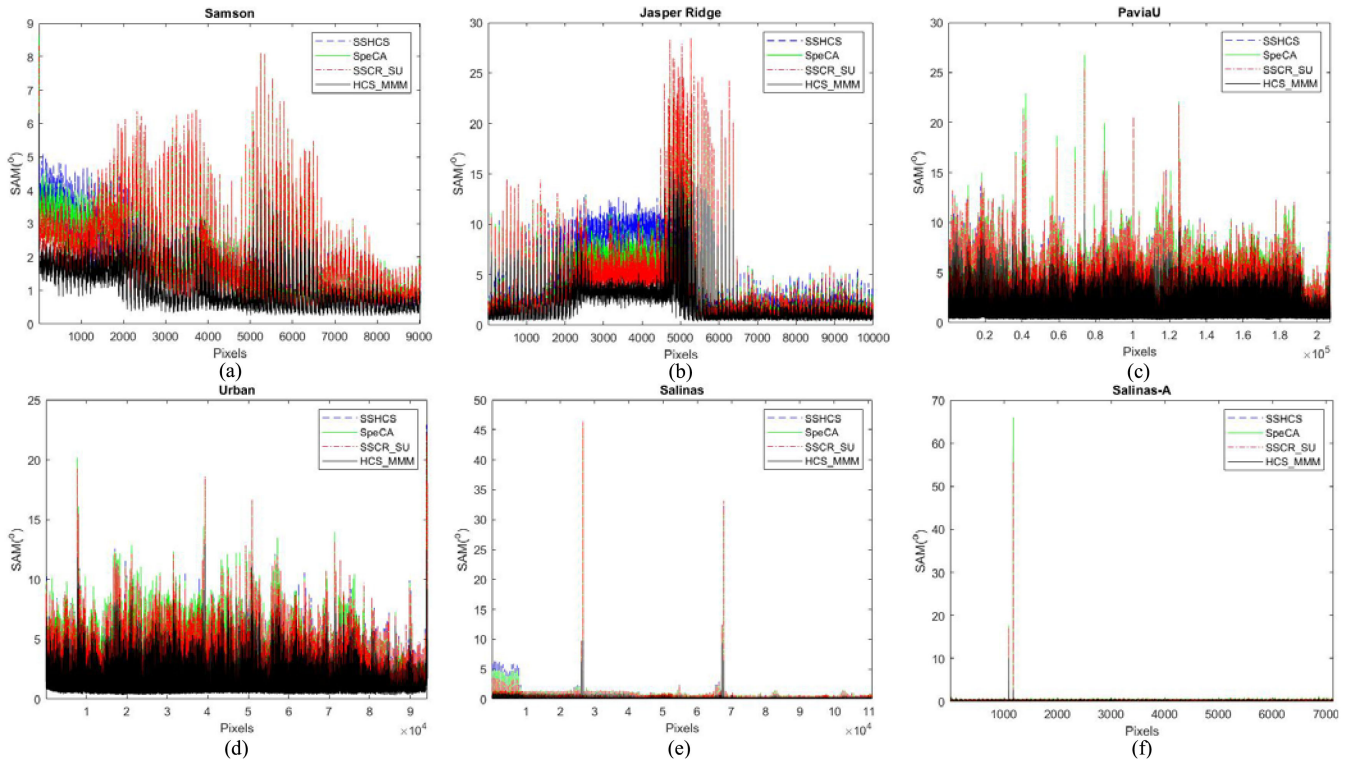 Samson
SSHCS
SpeCA
SSCR_SU
HCS_MMM
9
8
7
6
5
4
3
2
1
0
SAM(°)
1000 2000 3000 4000 5000 6000 7000 8000 9000
Pixels
(a)
Jasper Ridge
SSHCS
SpeCA
SSCR_SU
HCS_MMM
30
25
20
15
10
5
0
SAM(°)
1000 2000 3000 4000 5000 6000 7000 8000 9000 10000
Pixels
(b)
PaviaU
SSHCS
SpeCA
SSCR_SU
HCS_MMM
30
25
20
15
10
5
0
SAM(°)
0.2 0.4 0.6 0.8 1 1.2 1.4 1.6 1.8 2
Pixels
×10^5
(c)
Urban
SSHCS
SpeCA
SSCR_SU
HCS_MMM
25
20
15
10
5
0
SAM(°)
1 2 3 4 5 6 7 8 9
Pixels
×10^4
(d)
Salinas
SSHCS
SpeCA
SSCR_SU
HCS_MMM
50
45
40
35
30
25
20
15
10
5
0
SAM(°)
1 2 3 4 5 6 7 8 9 10 11
Pixels
×10^4
(e)
Salinas-A
SSHCS
SpeCA
SSCR_SU
HCS_MMM
70
60
50
40
30
20
10
0
SAM(°)
1000 2000 3000 4000 5000 6000 7000
Pixels
(f)